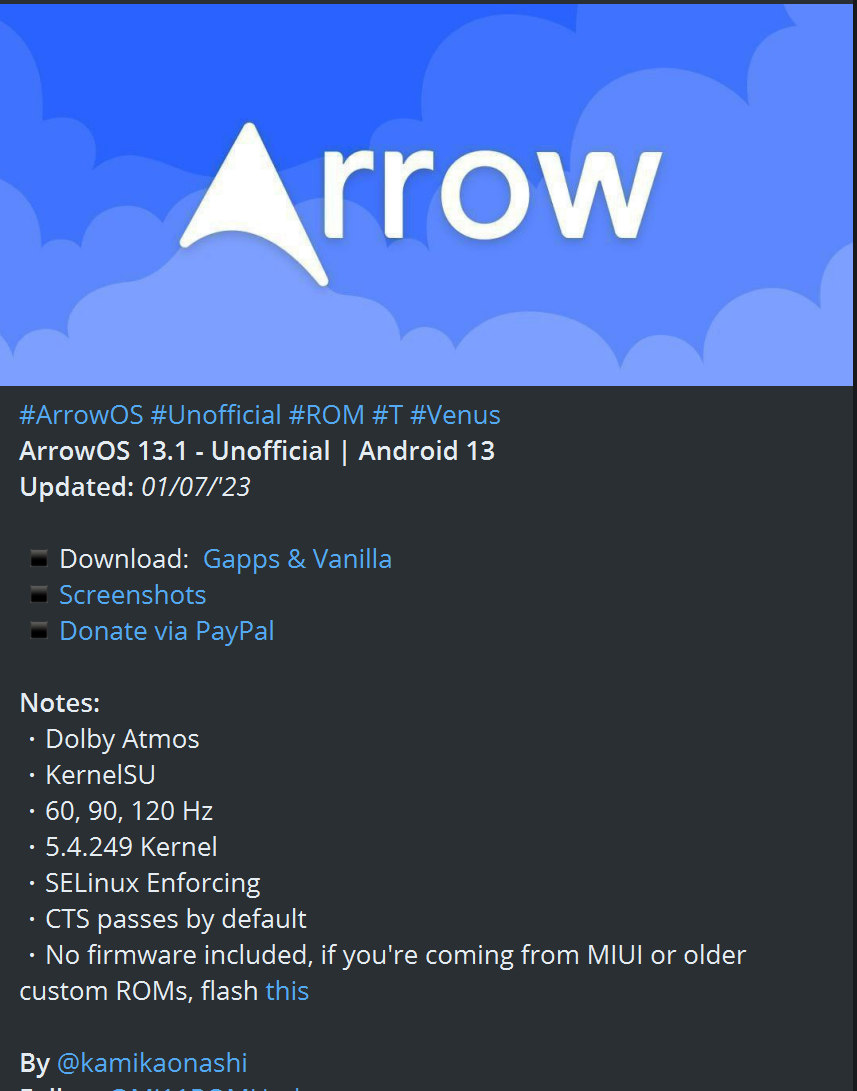 Arrow
#ArrowOS #Unofficial #ROM #T #Venus
ArrowOS 13.1 - Unofficial | Android 13
Updated: 01/07/'23
▪️ Download:  Gapps & Vanilla
▪️ Screenshots
▪️ Donate via PayPal
Notes:
・Dolby Atmos
・KernelSU
・60, 90, 120 Hz
・5.4.249 Kernel
・SELinux Enforcing
・CTS passes by default
・No firmware included, if you're coming from MIUI or older
custom ROMs, flash this
By @kamikaonashi